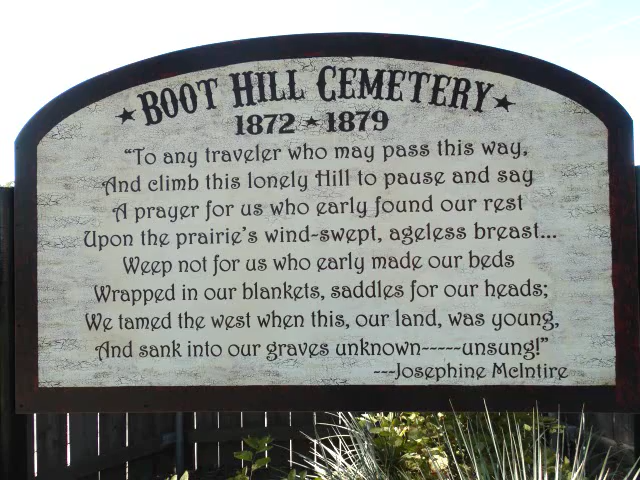 ★ BOOT HILL CEMETERY ★
1872 ★ 1879
“To any traveler who may pass this way,
And climb this lonely Hill to pause and say
A prayer for us who early found our rest
Upon the prairie’s wind-swept, ageless breast...
Weep not for us who early made our beds
Wrapped in our blankets, saddles for our heads;
We tamed the west when this, our land, was young,
And sank into our graves unknown-----unsung!”
---Josephine McIntire